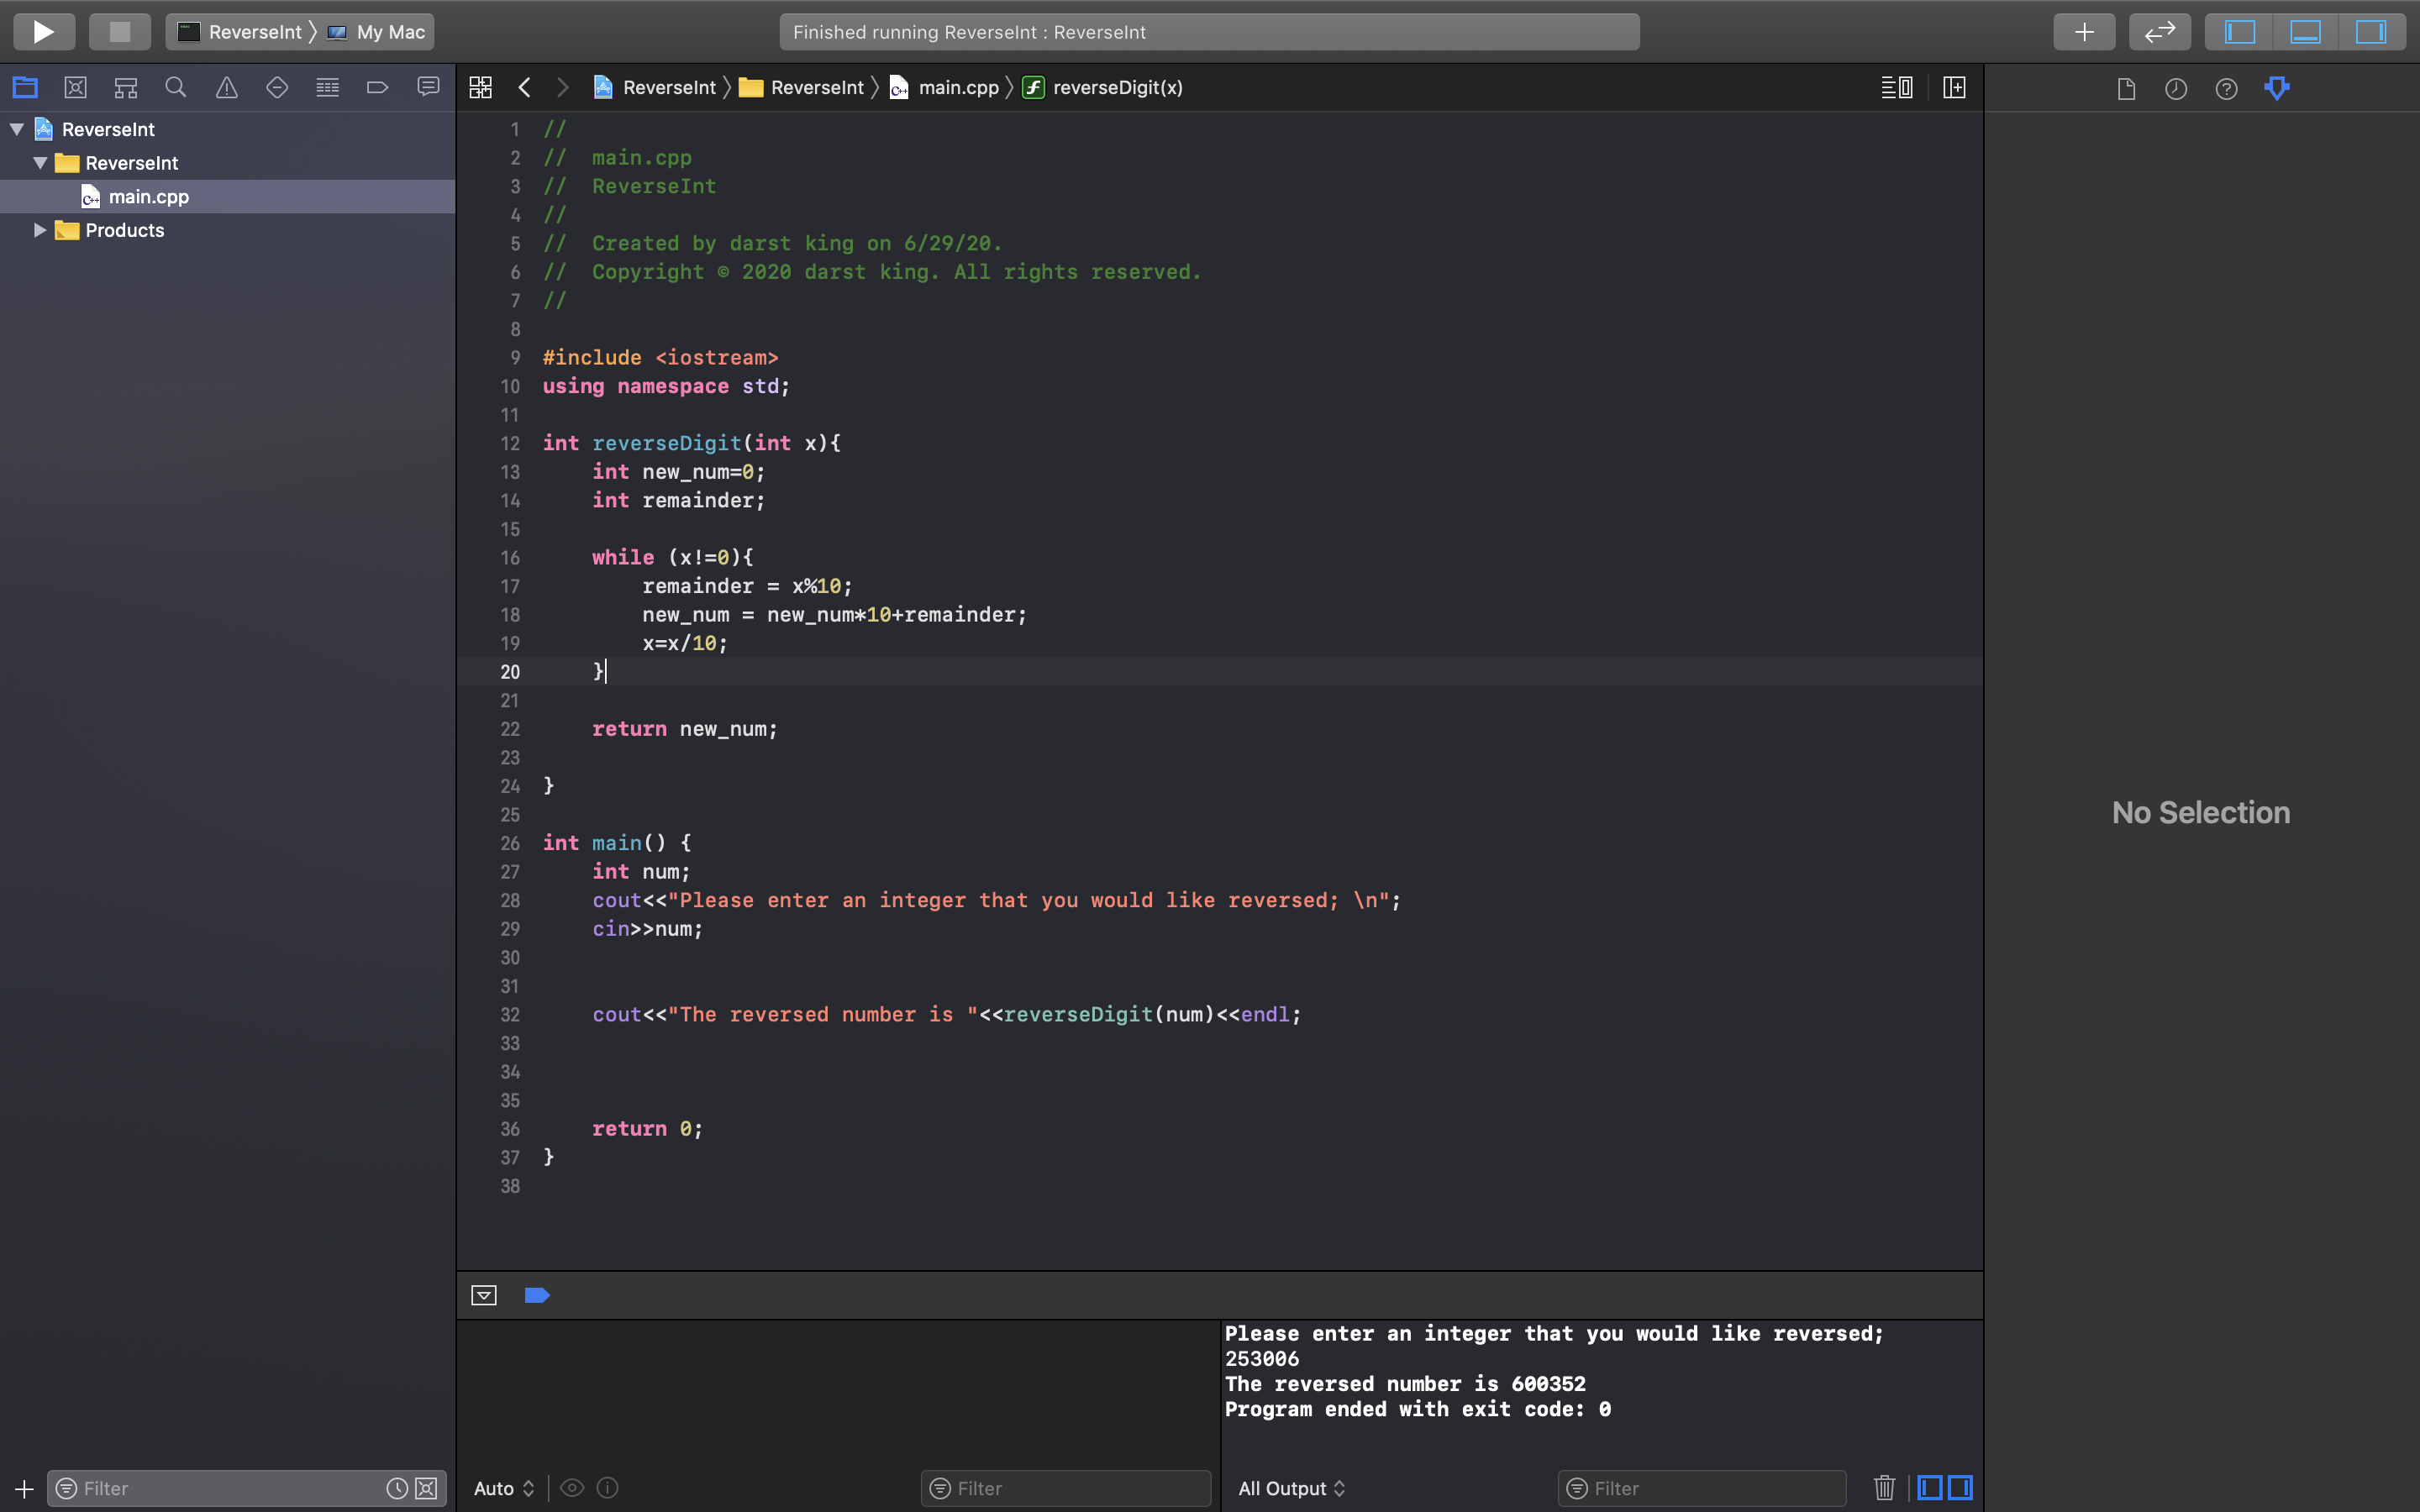 ReverseInt 〉 My Mac
Finished running ReverseInt : ReverseInt
ReverseInt 〉 ReverseInt 〉 main.cpp 〉 reverseDigit(x)
ReverseInt
ReverseInt
main.cpp
Products
1 //
2 //  main.cpp
3 //  ReverseInt
4 //
5 //  Created by darst king on 6/29/20.
6 //  Copyright © 2020 darst king. All rights reserved.
7 //
8
9 #include <iostream>
10 using namespace std;
11
12 int reverseDigit(int x){
13     int new_num=0;
14     int remainder;
15
16     while (x!=0){
17         remainder = x%10;
18         new_num = new_num*10+remainder;
19         x=x/10;
20     }
21
22     return new_num;
23
24 }
25
26 int main() {
27     int num;
28     cout<<"Please enter an integer that you would like reversed; \n";
29     cin>>num;
30
31
32     cout<<"The reversed number is "<<reverseDigit(num)<<endl;
33
34
35
36     return 0;
37 }
38
No Selection
Please enter an integer that you would like reversed;
253006
The reversed number is 600352
Program ended with exit code: 0
Filter
Auto
Filter
All Output
Filter